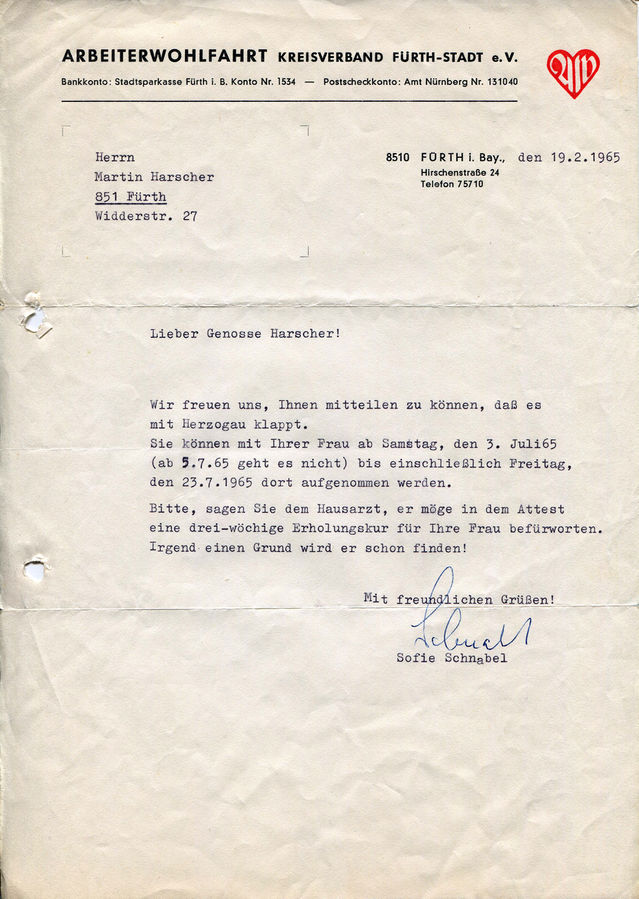 ARBEITERWOHLFAHRT KREISVERBAND FÜRTH-STADT e.V.
Bankkonto: Stadtsparkasse Fürth i. B. Konto Nr. 1534 — Postscheckkonto: Amt Nürnberg Nr. 131040
AW
Herrn
Martin Harscher
851 Fürth
Widderstr. 27
8510 FÜRTH i. Bay., den 19.2.1965
Hirschenstraße 24
Telefon 75710
Lieber Genosse Harscher!
Wir freuen uns, Ihnen mitteilen zu können, daß es
mit Herzogau klappt.
Sie können mit Ihrer Frau ab Samstag, den 3. Juli65
(ab 5.7.65 geht es nicht) bis einschließlich Freitag,
den 23.7.1965 dort aufgenommen werden.
Bitte, sagen Sie dem Hausarzt, er möge in dem Attest
eine drei-wöchige Erholungskur für Ihre Frau befürworten.
Irgend einen Grund wird er schon finden!
Mit freundlichen Grüßen!
Schnabel
Sofie Schnabel